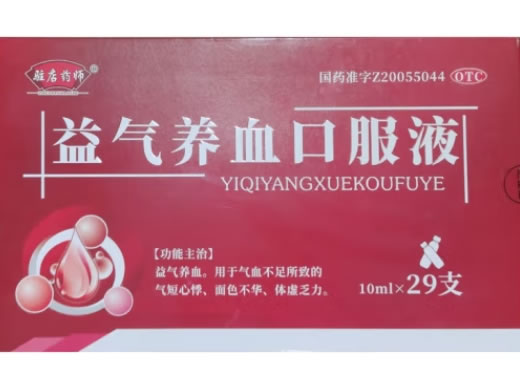 驻店药师®
国药准字Z20055044 OTC
益气养血口服液
YIQIYANGXUEKOUFUYE
【功能主治】
益气养血。用于气血不足所致的
气短心悸、面色不华、体虚乏力。
10ml×29支